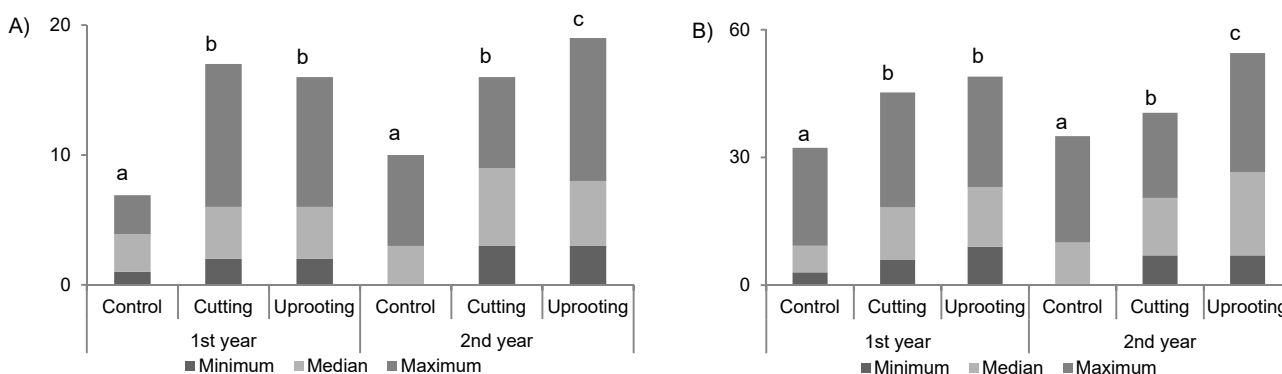 A)
20
10
0
a
b
b
a
b
c
Control Cutting Uprooting Control Cutting Uprooting
1st year 2nd year
Minimum Median Maximum
B)
60
30
0
a
b
b
a
b
c
Control Cutting Uprooting Control Cutting Uprooting
1st year 2nd year
Minimum Median Maximum